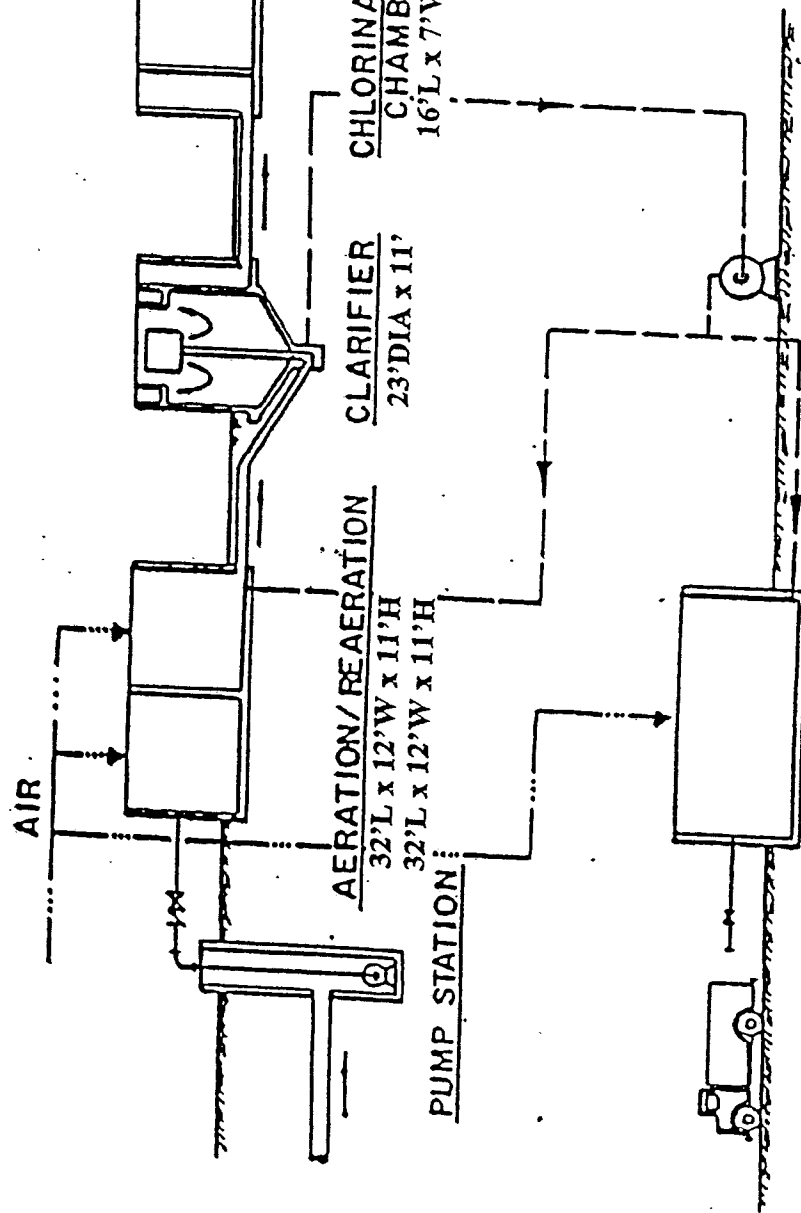 AIR
PUMP STATION
AERATION/REAERATION
32'L x 12'W x 11'H
32'L x 12'W x 11'H
CLARIFIER
23'DIA x 11'
CHLORINA
CHAMB
16'L x 7'W